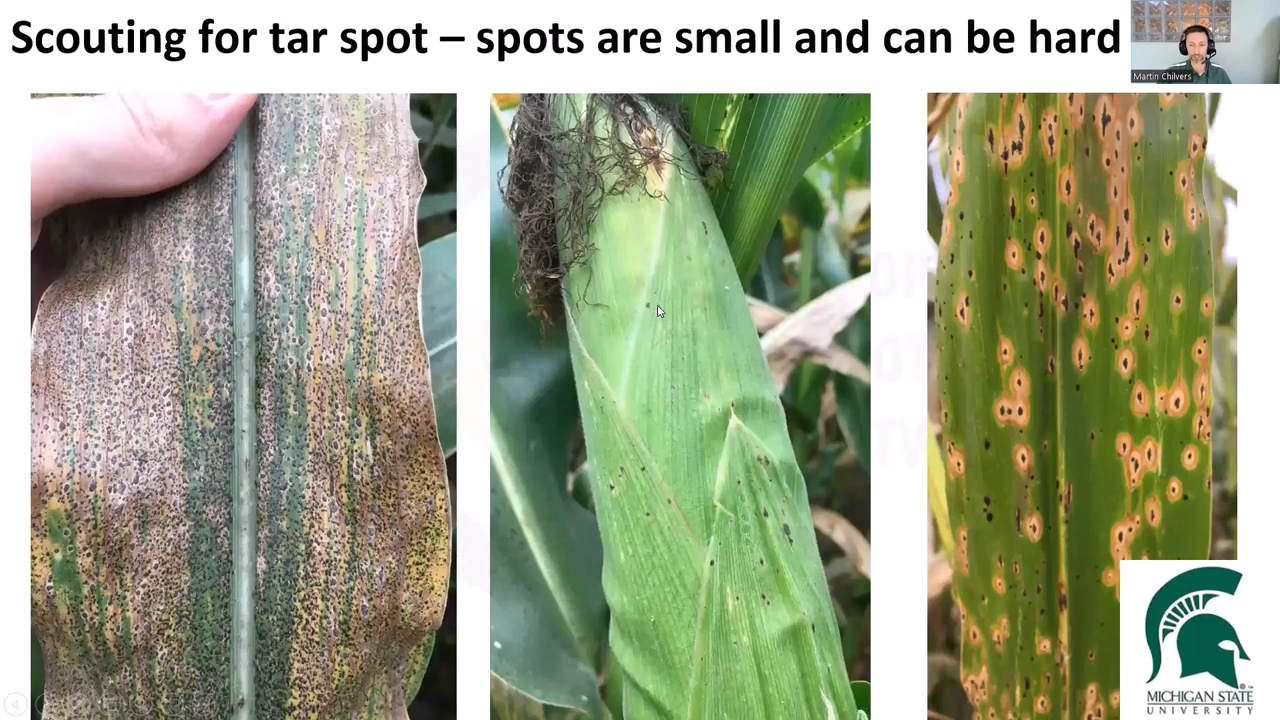 Scouting for tar spot – spots are small and can be hard
Martin Chilvers
MICHIGAN STATE
UNIVERSITY